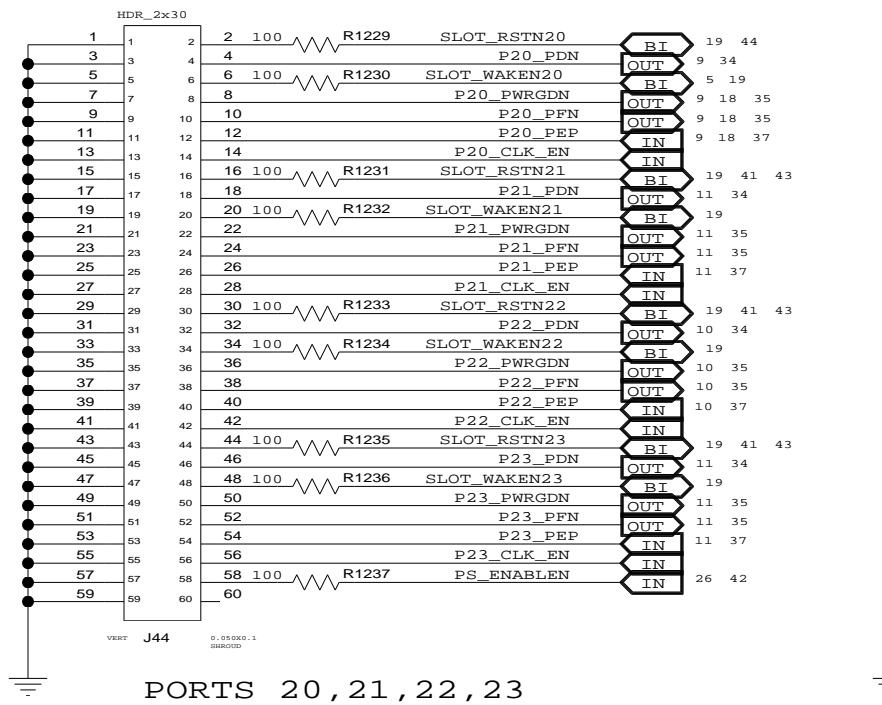 HDR_2x30
1 1 2 2 100 R1229 SLOT_RSTN20 BI 19 44
3 3 4 4 P20_PDN OUT 9 34
5 5 6 6 100 R1230 SLOT_WAKEN20 BI 5 19
7 7 8 8 P20_PWRGDN OUT 9 18 35
9 9 10 10 P20_PFN OUT 9 18 35
11 11 12 12 P20_PEP IN 9 18 37
13 13 14 14 P20_CLK_EN IN
15 15 16 16 100 R1231 SLOT_RSTN21 BI 19 41 43
17 17 18 18 P21_PDN OUT 11 34
19 19 20 20 100 R1232 SLOT_WAKEN21 BI 19
21 21 22 22 P21_PWRGDN OUT 11 35
23 23 24 24 P21_PFN OUT 11 35
25 25 26 26 P21_PEP IN 11 37
27 27 28 28 P21_CLK_EN IN
29 29 30 30 100 R1233 SLOT_RSTN22 BI 19 41 43
31 31 32 32 P22_PDN OUT 10 34
33 33 34 34 100 R1234 SLOT_WAKEN22 BI 19
35 35 36 36 P22_PWRGDN OUT 10 35
37 37 38 38 P22_PFN OUT 10 35
39 39 40 40 P22_PEP IN 10 37
41 41 42 42 P22_CLK_EN IN
43 43 44 44 100 R1235 SLOT_RSTN23 BI 19 41 43
45 45 46 46 P23_PDN OUT 11 34
47 47 48 48 100 R1236 SLOT_WAKEN23 BI 19
49 49 50 50 P23_PWRGDN OUT 11 35
51 51 52 52 P23_PFN OUT 11 35
53 53 54 54 P23_PEP IN 11 37
55 55 56 56 P23_CLK_EN IN
57 57 58 58 100 R1237 PS_ENABLEN IN 26 42
59 59 60 60
VERT J44 0.050X0.1
SHROUD
PORTS 20,21,22,23